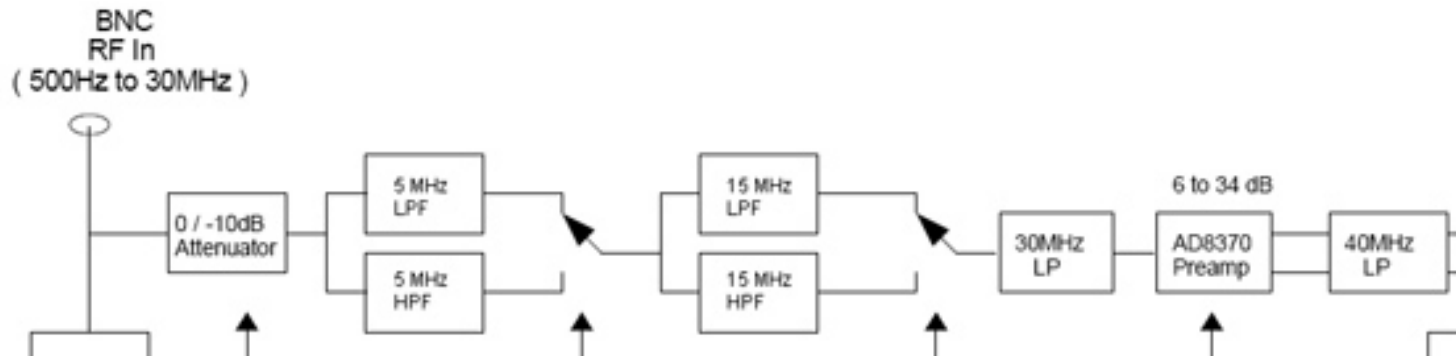 BNC
RF In
( 500Hz to 30MHz )
0 / -10dB
Attenuator
5 MHz
LPF
5 MHz
HPF
15 MHz
LPF
15 MHz
HPF
30MHz
LP
6 to 34 dB
AD8370
Preamp
40MHz
LP